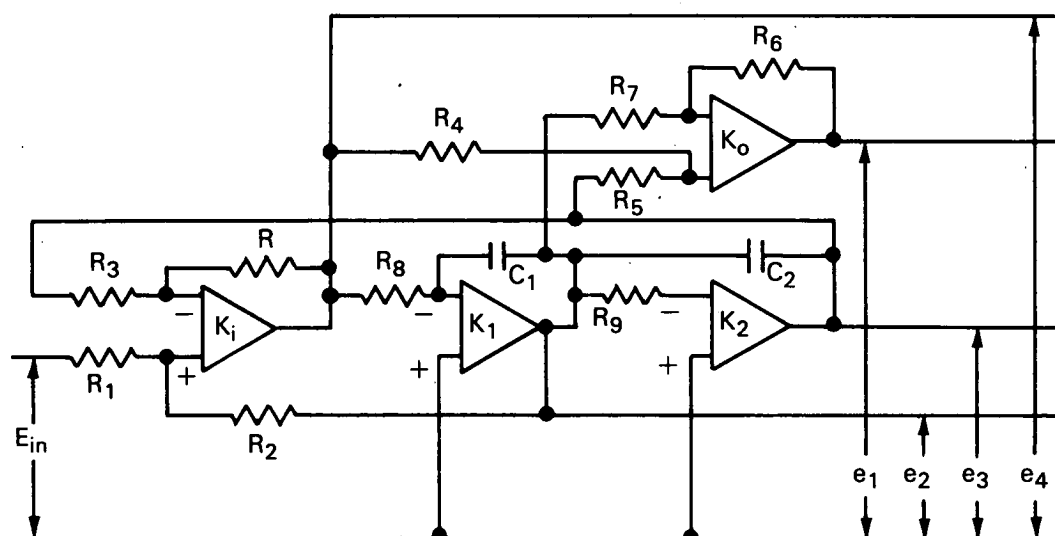 R6
R7
R4
Ko
R5
R3
R
R8
C1
C2
−
Ki
−
K1
R9
−
K2
+
R1
+
+
R2
Ein
e1
e2
e3
e4